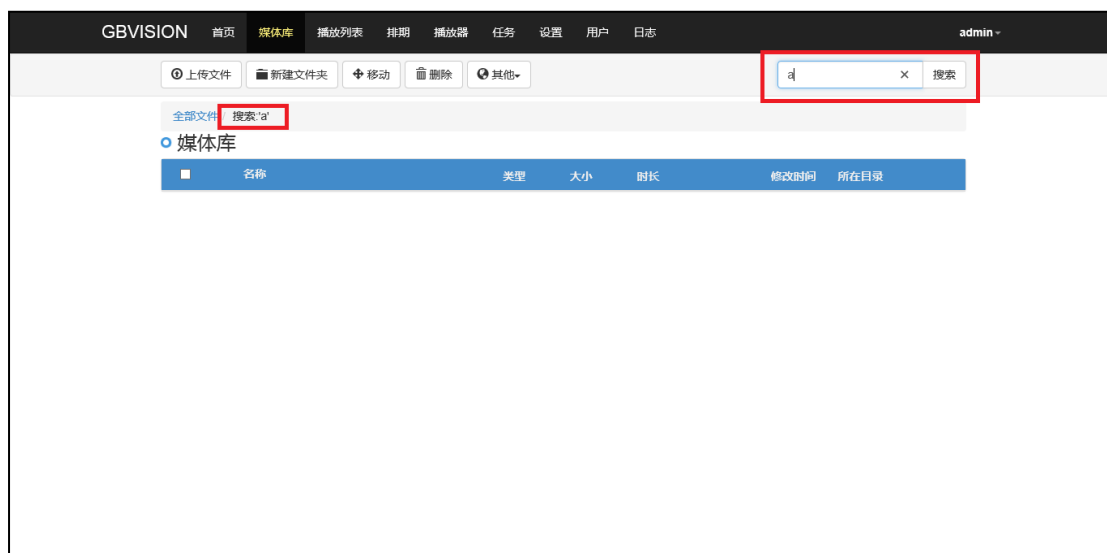 GBVISION 首页 媒体库 播放列表 排期 播放器 任务 设置 用户 日志 admin
上传文件 新建文件夹 移动 删除 其他 a × 搜索
全部文件 / 搜索:'a'
媒体库
名称 类型 大小 时长 修改时间 所在目录